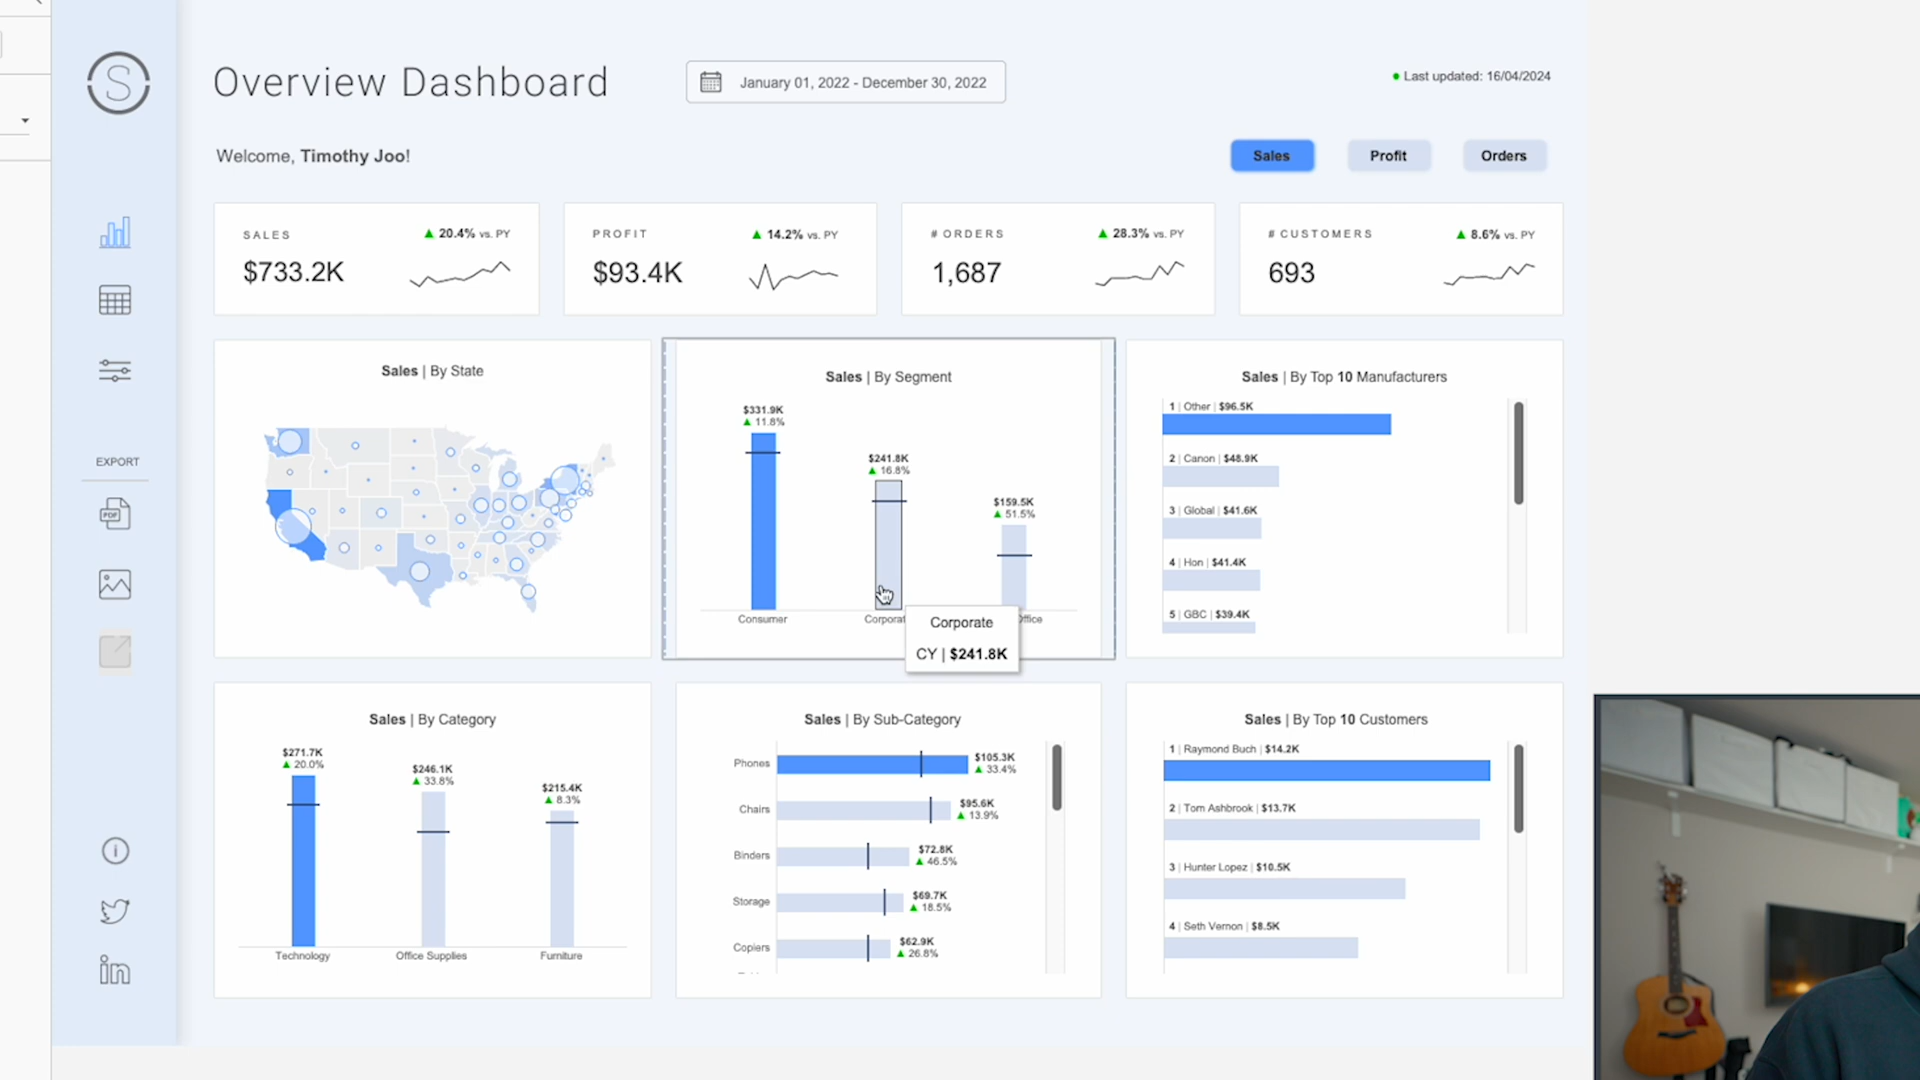 S
Overview Dashboard
January 01, 2022 - December 30, 2022
Last updated: 16/04/2024
Welcome, Timothy Joo!
Sales
Profit
Orders
SALES
▲ 20.4% vs. PY
$733.2K
PROFIT
▲ 14.2% vs. PY
$93.4K
# ORDERS
▲ 28.3% vs. PY
1,687
# CUSTOMERS
▲ 8.6% vs. PY
693
EXPORT
PDF
Sales | By State
Sales | By Segment
$331.9K
▲ 11.8%
$241.8K
▲ 16.8%
$159.5K
▲ 51.5%
Consumer
Corporat
ffice
Corporate
CY | $241.8K
Sales | By Top 10 Manufacturers
1 | Other | $96.5K
2 | Canon | $48.9K
3 | Global | $41.6K
4 | Hon | $41.4K
5 | GBC | $39.4K
Sales | By Category
$271.7K
▲ 20.0%
$246.1K
▲ 33.8%
$215.4K
▲ 8.3%
Technology
Office Supplies
Furniture
Sales | By Sub-Category
Phones
$105.3K
▲ 33.4%
Chairs
$95.6K
▲ 13.9%
Binders
$72.8K
▲ 46.5%
Storage
$69.7K
▲ 18.5%
Copiers
$62.9K
▲ 26.8%
Sales | By Top 10 Customers
1 | Raymond Buch | $14.2K
2 | Tom Ashbrook | $13.7K
3 | Hunter Lopez | $10.5K
4 | Seth Vernon | $8.5K
in